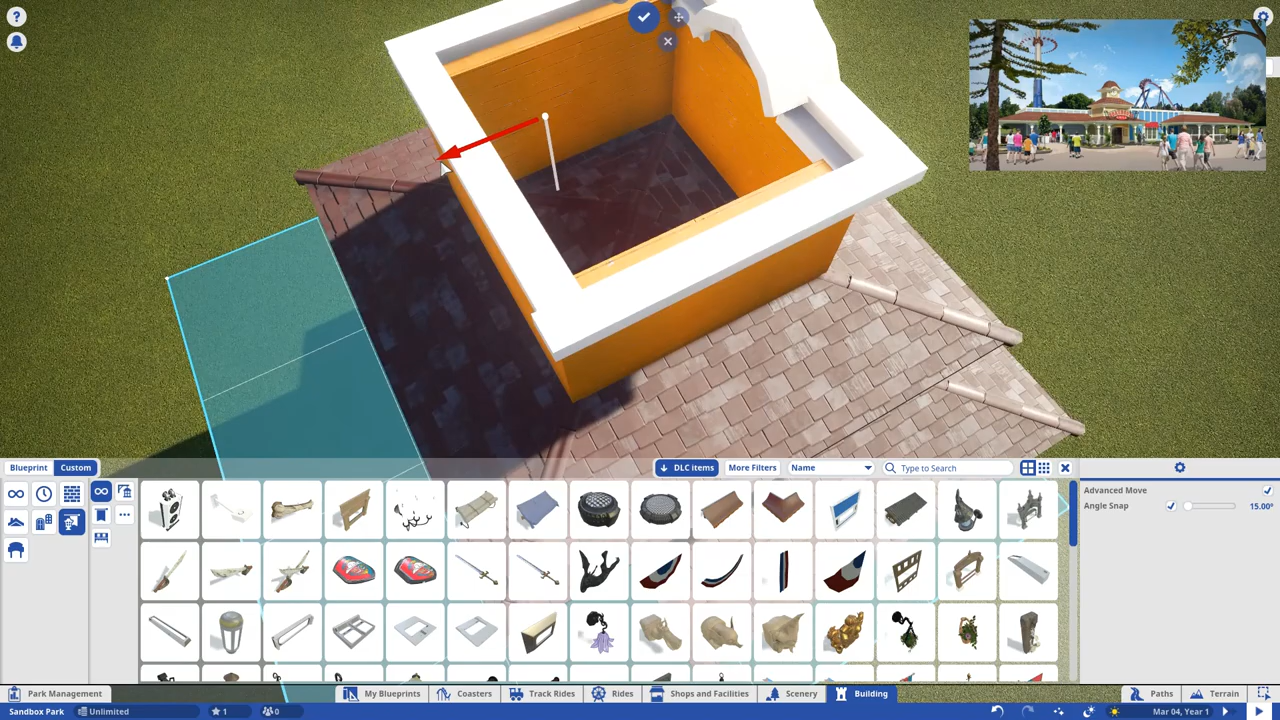 ?
Blueprint
Custom
DLC items
More Filters
Name
Type to Search
Advanced Move
Angle Snap
15.00°
Park Management
My Blueprints
Coasters
Track Rides
Rides
Shops and Facilities
Scenery
Building
Paths
Terrain
Sandbox Park
Unlimited
1
0
Mar 04, Year 1